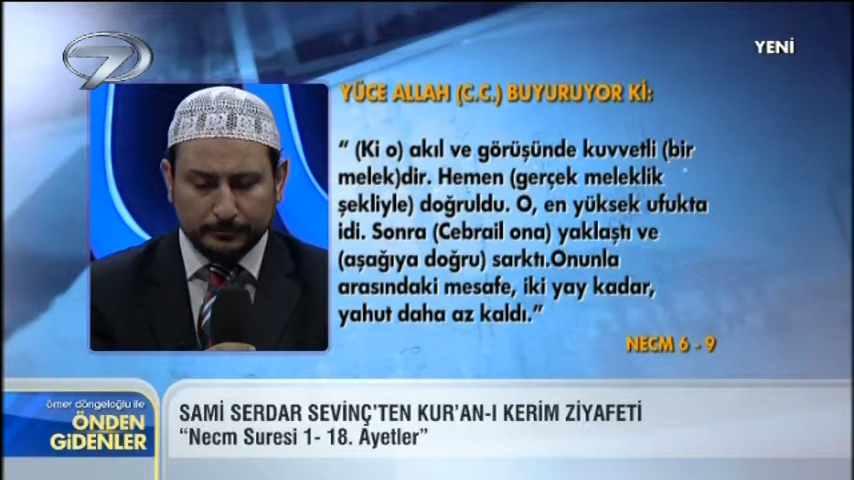 7
YENİ
YÜCE ALLAH (C.C.) BUYURUYOR Kİ:
“ (Ki o) akıl ve görüşünde kuvvetli (bir
melek)dir. Hemen (gerçek meleklik
şekliyle) doğruldu. O, en yüksek ufukta
idi. Sonra (Cebrail ona) yaklaştı ve
(aşağıya doğru) sarktı.Onunla
arasındaki mesafe, iki yay kadar,
yahut daha az kaldı.”
NECM 6 - 9
ömer döngeloğlu ile
ÖNDEN
GİDENLER
SAMİ SERDAR SEVİNÇ’TEN KUR’AN-I KERİM ZİYAFETİ
“Necm Suresi 1- 18. Ayetler”